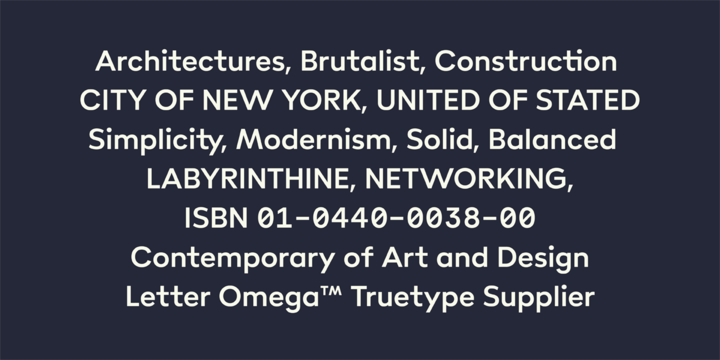 Architectures, Brutalist, Construction
CITY OF NEW YORK, UNITED OF STATED
Simplicity, Modernism, Solid, Balanced
LABYRINTHINE, NETWORKING,
ISBN 01-0440-0038-00
Contemporary of Art and Design
Letter Omega™ Truetype Supplier